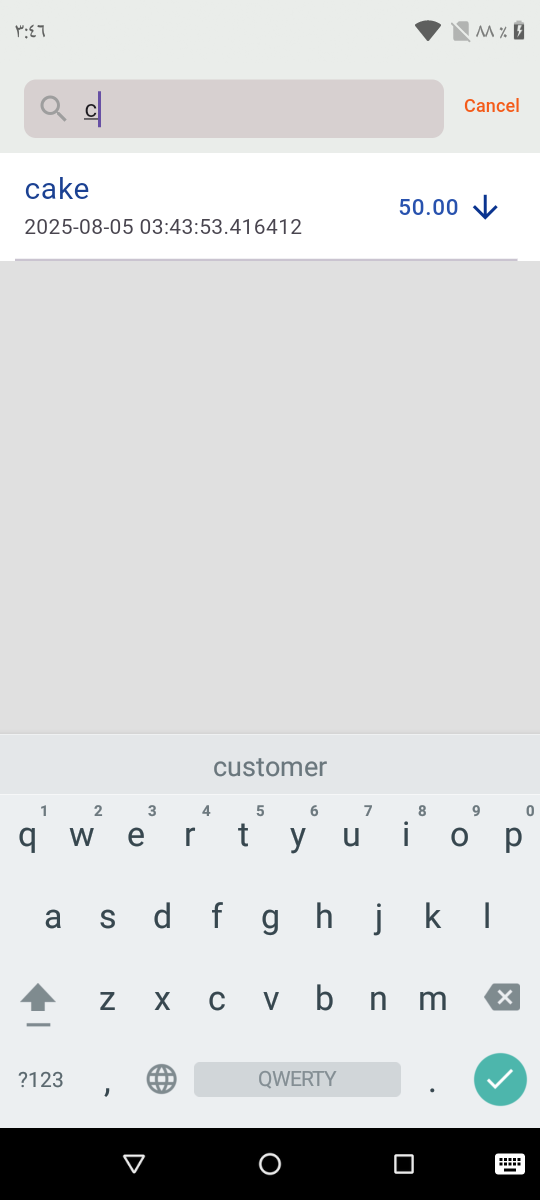 ٣:٤٦
٨٨ ٪
c
Cancel
cake
50.00
2025-08-05 03:43:53.416412
customer
1 2 3 4 5 6 7 8 9 0
q w e r t y u i o p
a s d f g h j k l
z x c v b n m
?123 , QWERTY .